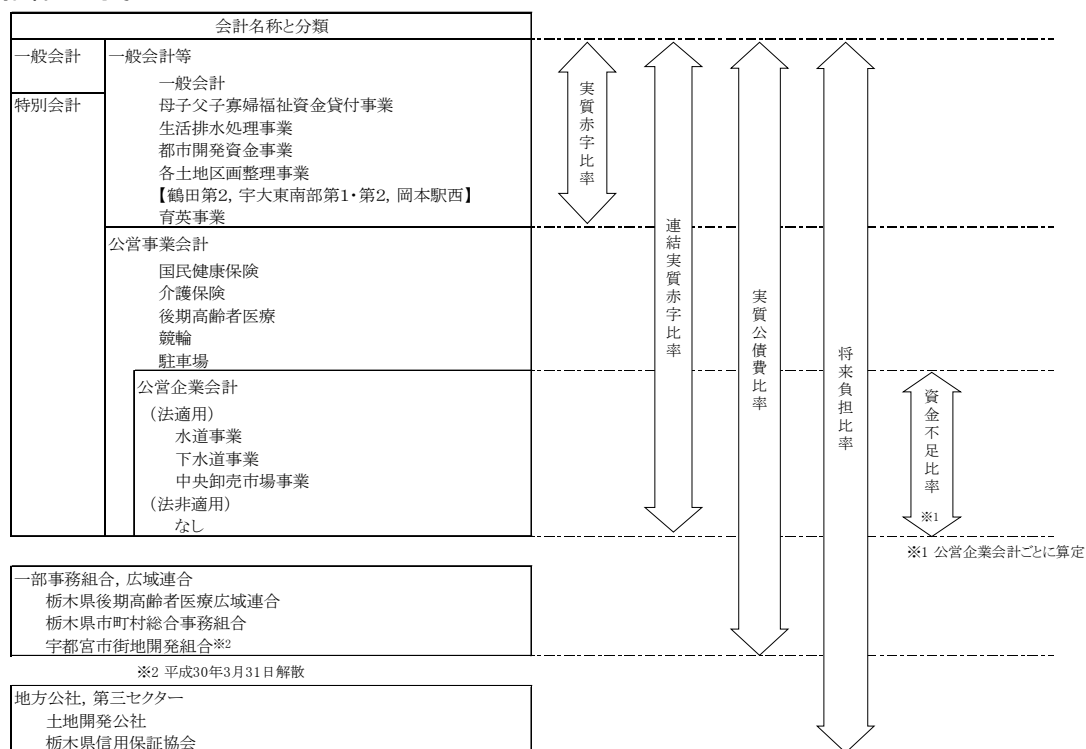 会計名称と分類
一般会計
一般会計等
一般会計
特別会計
母子父子寡婦福祉資金貸付事業
生活排水処理事業
都市開発資金事業
各土地区画整理事業
【鶴田第2, 宇大東南部第1・第2, 岡本駅西】
育英事業
公営事業会計
国民健康保険
介護保険
後期高齢者医療
競輪
駐車場
公営企業会計
（法適用）
水道事業
下水道事業
中央卸売市場事業
（法非適用）
なし
実質赤字比率
連結実質赤字比率
実質公債費比率
将来負担比率
資金不足比率
※1
※1 公営企業会計ごとに算定
一部事務組合, 広域連合
栃木県後期高齢者医療広域連合
栃木県市町村総合事務組合
宇都宮市街地開発組合※2
※2 平成30年3月31日解散
地方公社, 第三セクター
土地開発公社
栃木県信用保証協会